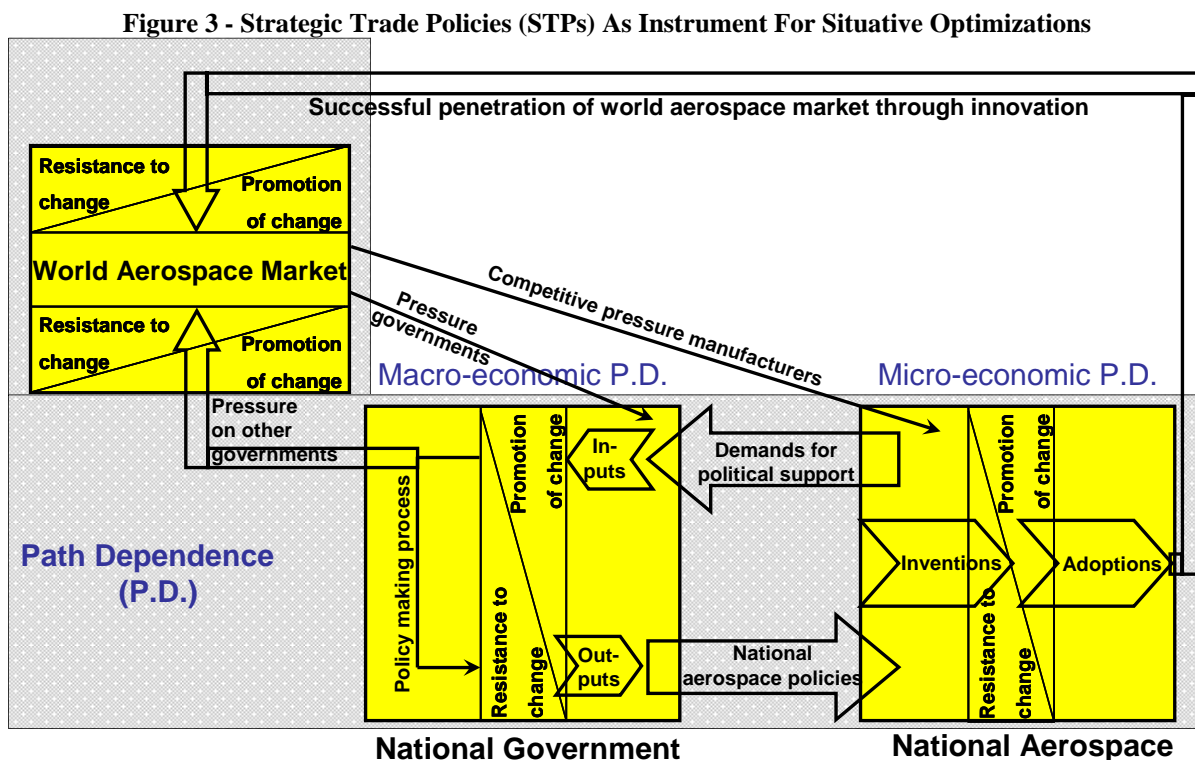 Figure 3 - Strategic Trade Policies (STPs) As Instrument For Situative Optimizations
Successful penetration of world aerospace market through innovation
Resistance to
change
Promotion
of change
World Aerospace Market
Resistance to
change
Promotion
of change
Competitive pressure manufacturers
Pressure
governments
Macro-economic P.D.
Micro-economic P.D.
Pressure
on other
governments
Path Dependence
(P.D.)
Policy making process
Promotion
of change
Resistance to
change
In-
puts
Out-
puts
Demands for
political support
National
aerospace policies
Promotion
of change
Resistance to
change
Inventions
Adoptions
National Government
National Aerospace